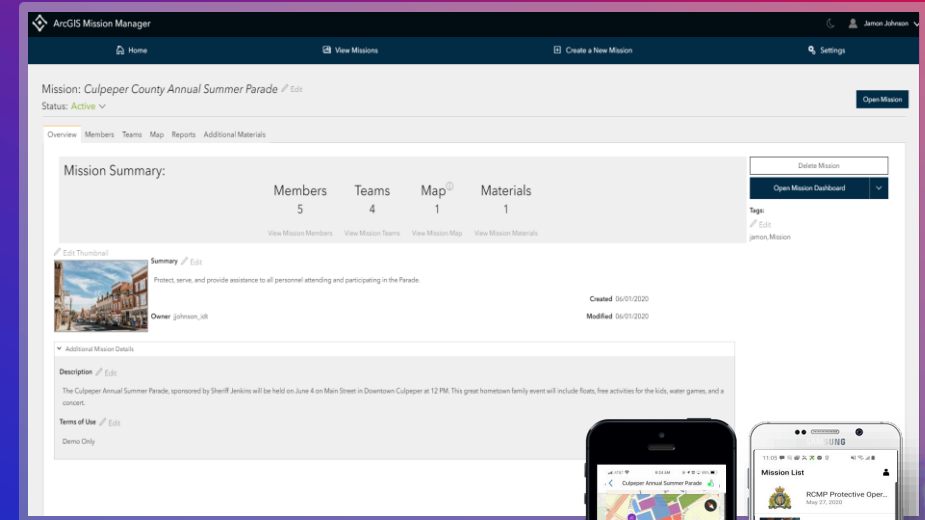 ArcGIS Mission Manager
Jamon Johnson
Home View Missions Create a New Mission Settings
Mission: Culpeper County Annual Summer Parade Edit
Status: Active
Open Mission
Overview Members Teams Map Reports Additional Materials
Mission Summary:
Members Teams Map Materials
5 4 1 1
View Mission Members View Mission Teams View Mission Map View Mission Materials
Delete Mission
Open Mission Dashboard
Tags:
Edit
jamon, Mission
Edit Thumbnail
Summary Edit
Protect, serve, and provide assistance to all personnel attending and participating in the Parade.
Created 06/01/2020
Owner jjohnson_idt
Modified 06/01/2020
Additional Mission Details
Description Edit
The Culpeper Annual Summer Parade, sponsored by Sheriff Jenkins will be held on June 4 on Main Street in Downtown Culpeper at 12 PM. This great hometown family event will include floats, free activities for the kids, water games, and a
concert.
Terms of Use Edit
Demo Only
Culpeper Annual Summer Parade
SUNG
11:05
Mission List
RCMP Protective Oper...
May 27, 2020